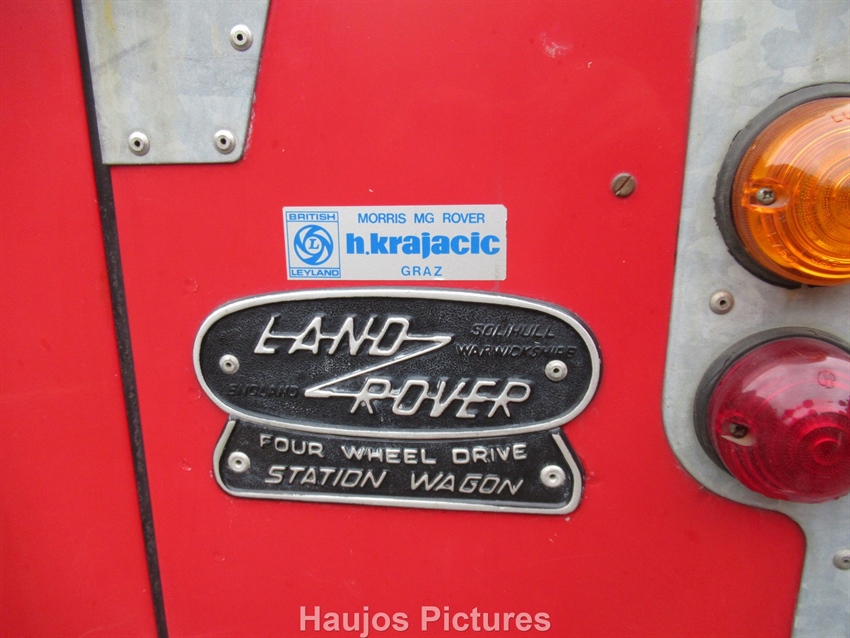 BRITISH
L
LEYLAND
MORRIS MG ROVER
h.krajacic
GRAZ
LAND
ROVER
SOLIHULL
WARWICKSHIRE
ENGLAND
FOUR WHEEL DRIVE
STATION WAGON
Haujos Pictures